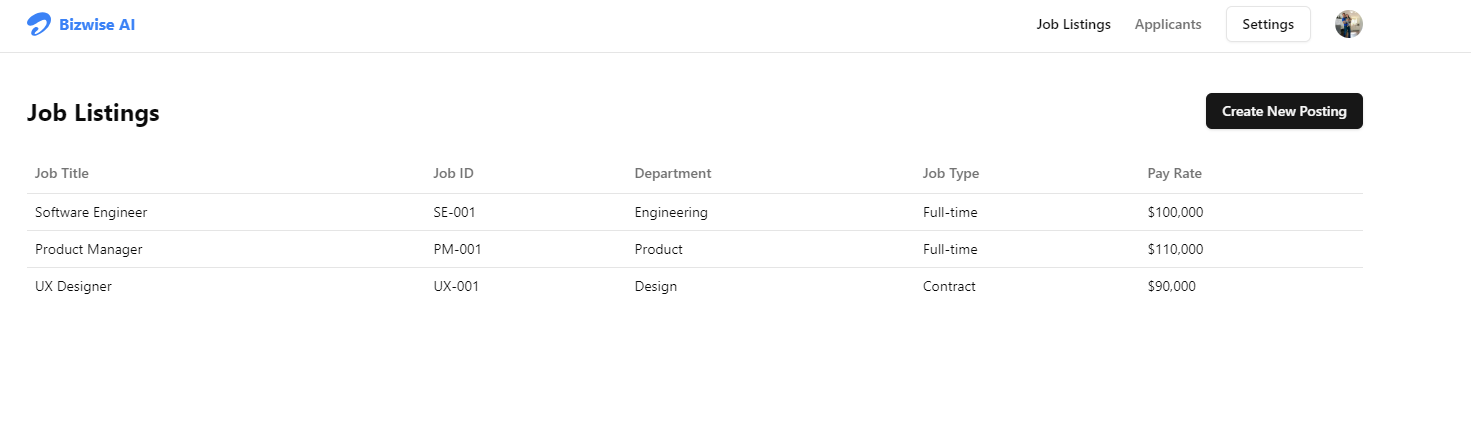 Bizwise AI Job Listings Applicants Settings
Job Listings Create New Posting
Job Title Job ID Department Job Type Pay Rate
Software Engineer SE-001 Engineering Full-time $100,000
Product Manager PM-001 Product Full-time $110,000
UX Designer UX-001 Design Contract $90,000